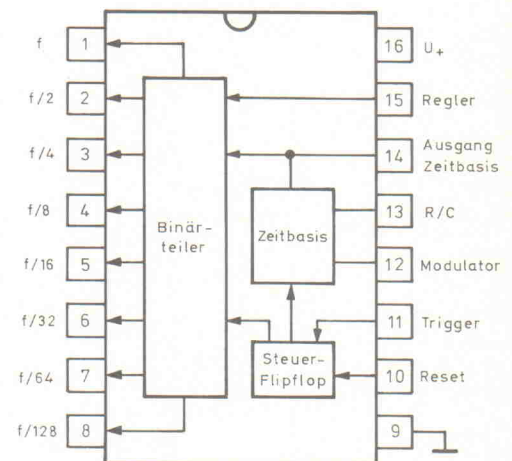 f 1
f/2 2
f/4 3
f/8 4
f/16 5
f/32 6
f/64 7
f/128 8
Binär-
teiler
Zeitbasis
Steuer-
Flipflop
16 U+
15 Regler
14 Ausgang
Zeitbasis
13 R/C
12 Modulator
11 Trigger
10 Reset
9